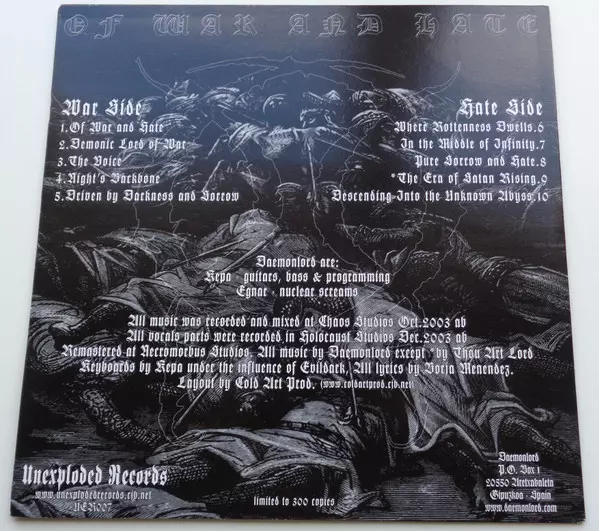 OF WAR AND HATE
War Side
1. Of War and Hate
2. Demonic Lord of War
3. The Voice
4. Night's Backbone
5. Driven by Darkness and Sorrow
Hate Side
Where Rottenness Dwells.6
In the Middle of Infinity.7
Pure Sorrow and Hate.8
*The Era of Satan Rising.9
Descending Into the Unknown Abyss.10
Daemonlord are:
Kepa - guitars, bass & programming
Egnar - nuclear screams
All music was recorded and mixed at Chaos Studios Oct.2003 ab
All vocals parts were recorded in Holocaust Studios Dec.2003 ab
Remastered at Necromorbus Studios. All music by Daemonlord except * by Thou Art Lord
Keyboards by Kepa under the influence of Evildark, All lyrics by Borja Menendez.
Layout by Cold Art Prod. (www.coldartprod.cjb.net)
Unexploded Records
www.unexplodedrecords.cjb.net
UER007
limited to 300 copies
Daemonlord
P.O. Box 1
20550 Aretxabaleta
Gipuzkoa - Spain
www.daemonlord.com